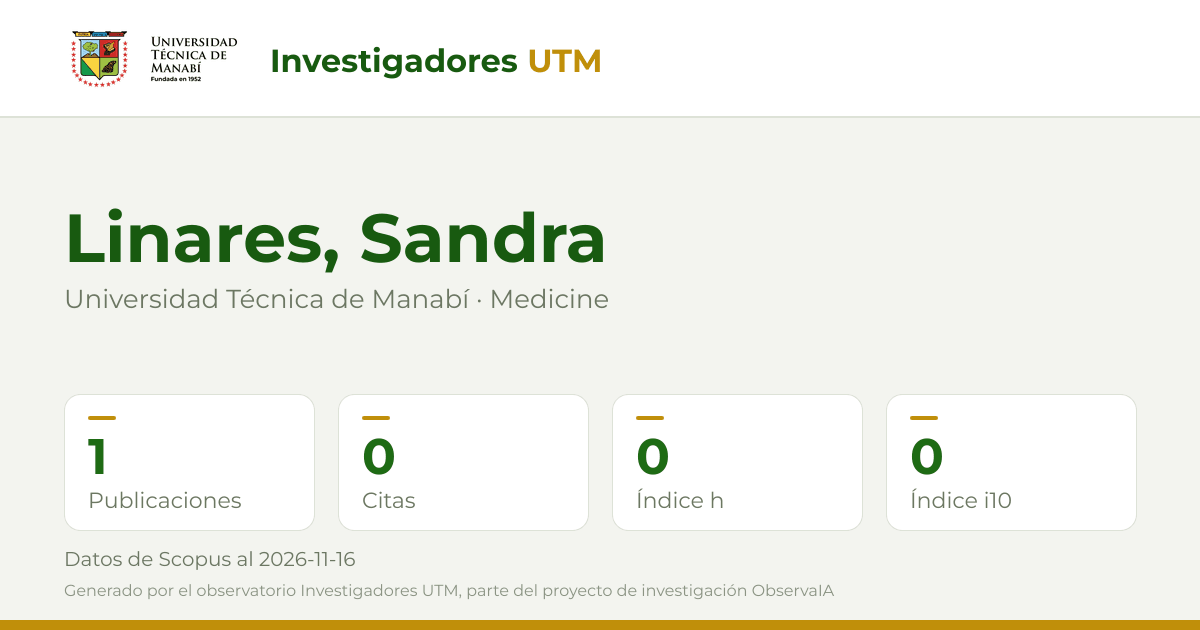 UNIVERSIDAD
TÉCNICA DE
MANABÍ
Fundada en 1952
Investigadores UTM
Linares, Sandra
Universidad Técnica de Manabí · Medicine
1
Publicaciones
0
Citas
0
Índice h
0
Índice i10
Datos de Scopus al 2026-11-16
Generado por el observatorio Investigadores UTM, parte del proyecto de investigación ObservaIA